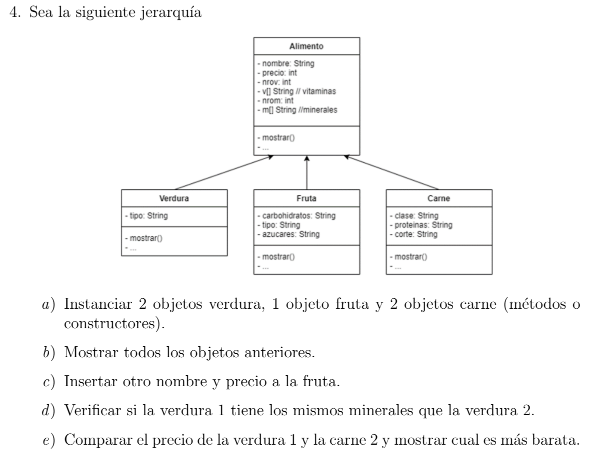 4. Sea la siguiente jerarquía
Alimento
- nombre: String
- precio: int
- nrov: int
- v[] String // vitaminas
- nrom: int
- m[] String //minerales
- mostrar()
- ...
Verdura
- tipo: String
- mostrar()
- ...
Fruta
- carbohidratos: String
- tipo: String
- azucares: String
- mostrar()
- ...
Carne
- clase: String
- proteinas: String
- corte: String
- mostrar()
- ...
a) Instanciar 2 objetos verdura, 1 objeto fruta y 2 objetos carne (métodos o
constructores).
b) Mostrar todos los objetos anteriores.
c) Insertar otro nombre y precio a la fruta.
d) Verificar si la verdura 1 tiene los mismos minerales que la verdura 2.
e) Comparar el precio de la verdura 1 y la carne 2 y mostrar cual es más barata.